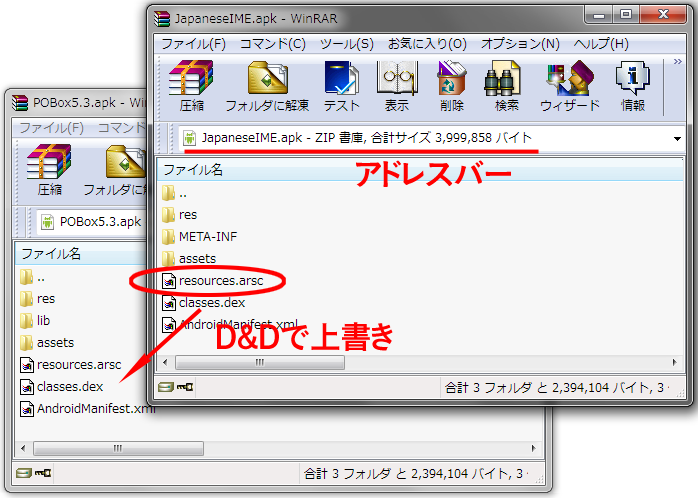 JapaneseIME.apk - WinRAR
ファイル(F) コマンド(C) ツール(S) お気に入り(O) オプション(N) ヘルプ(H)
圧縮 フォルダに解凍 テスト 表示 削除 検索 ウィザード 情報
JapaneseIME.apk - ZIP 書庫, 合計サイズ 3,999,858 バイト
アドレスバー
ファイル名
..
res
META-INF
assets
resources.arsc
classes.dex
AndroidManifest.xml
D&Dで上書き
合計 3 フォルダ と 2,394,104 バイト, 3
POBox5.3.apk - Wi
ファイル(F) コマンド
圧縮 フォルダに
POBox5.3.apk
ファイル名
..
res
lib
assets
resources.arsc
classes.dex
AndroidManifest.xml
合計 3 フォルダ と 2,394,104 バイト, 3